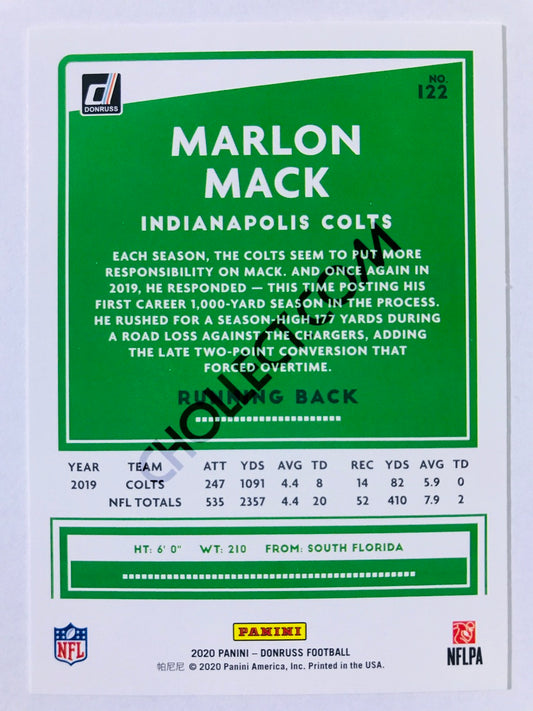 DONRUSS
NO.
122
MARLON
MACK
INDIANAPOLIS COLTS
EACH SEASON, THE COLTS SEEM TO PUT MORE
RESPONSIBILITY ON MACK. AND ONCE AGAIN IN
2019, HE RESPONDED — THIS TIME POSTING HIS
FIRST CAREER 1,000-YARD SEASON IN THE PROCESS.
HE RUSHED FOR A SEASON-HIGH 177 YARDS DURING
A ROAD LOSS AGAINST THE CHARGERS, ADDING
THE LATE TWO-POINT CONVERSION THAT
FORCED OVERTIME.
RUNNING BACK
CHOLLECT.COM
YEAR TEAM ATT YDS AVG TD REC YDS AVG TD
2019 COLTS 247 1091 4.4 8 14 82 5.9 0
NFL TOTALS 535 2357 4.4 20 52 410 7.9 2
HT: 6' 0" WT: 210 FROM: SOUTH FLORIDA
NFL
PANINI
2020 PANINI – DONRUSS FOOTBALL
帕尼尼 © 2020 Panini America, Inc. Printed in the USA.
NFLPA